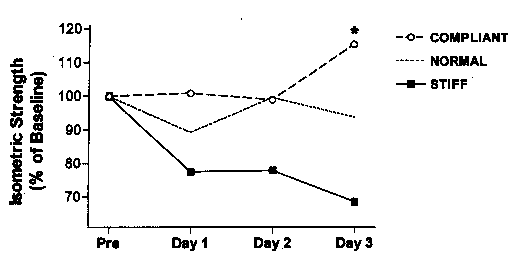 Isometric Strength
(% of Baseline)
120
110
100
90
80
70
*
Pre
Day 1
Day 2
Day 3
COMPLIANT
NORMAL
STIFF